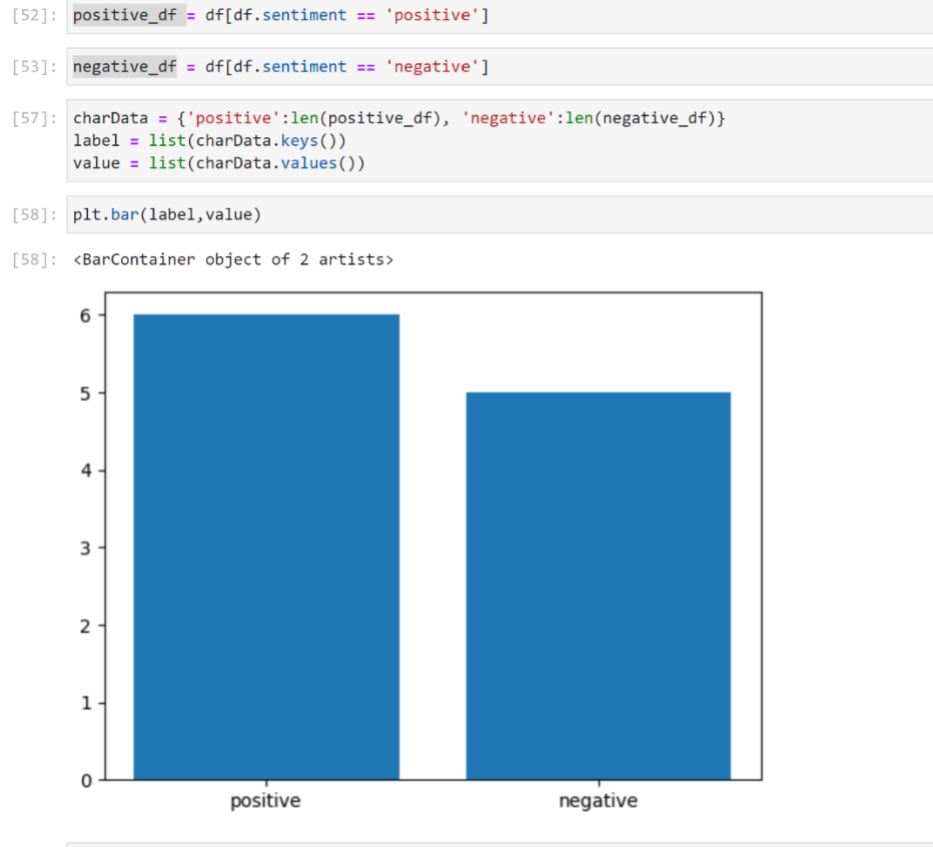 [52]: positive_df = df[df.sentiment == 'positive']
[53]: negative_df = df[df.sentiment == 'negative']
[57]: charData = {'positive':len(positive_df), 'negative':len(negative_df)}
label = list(charData.keys())
value = list(charData.values())
[58]: plt.bar(label,value)
[58]: <BarContainer object of 2 artists>
6
5
4
3
2
1
0
positive negative